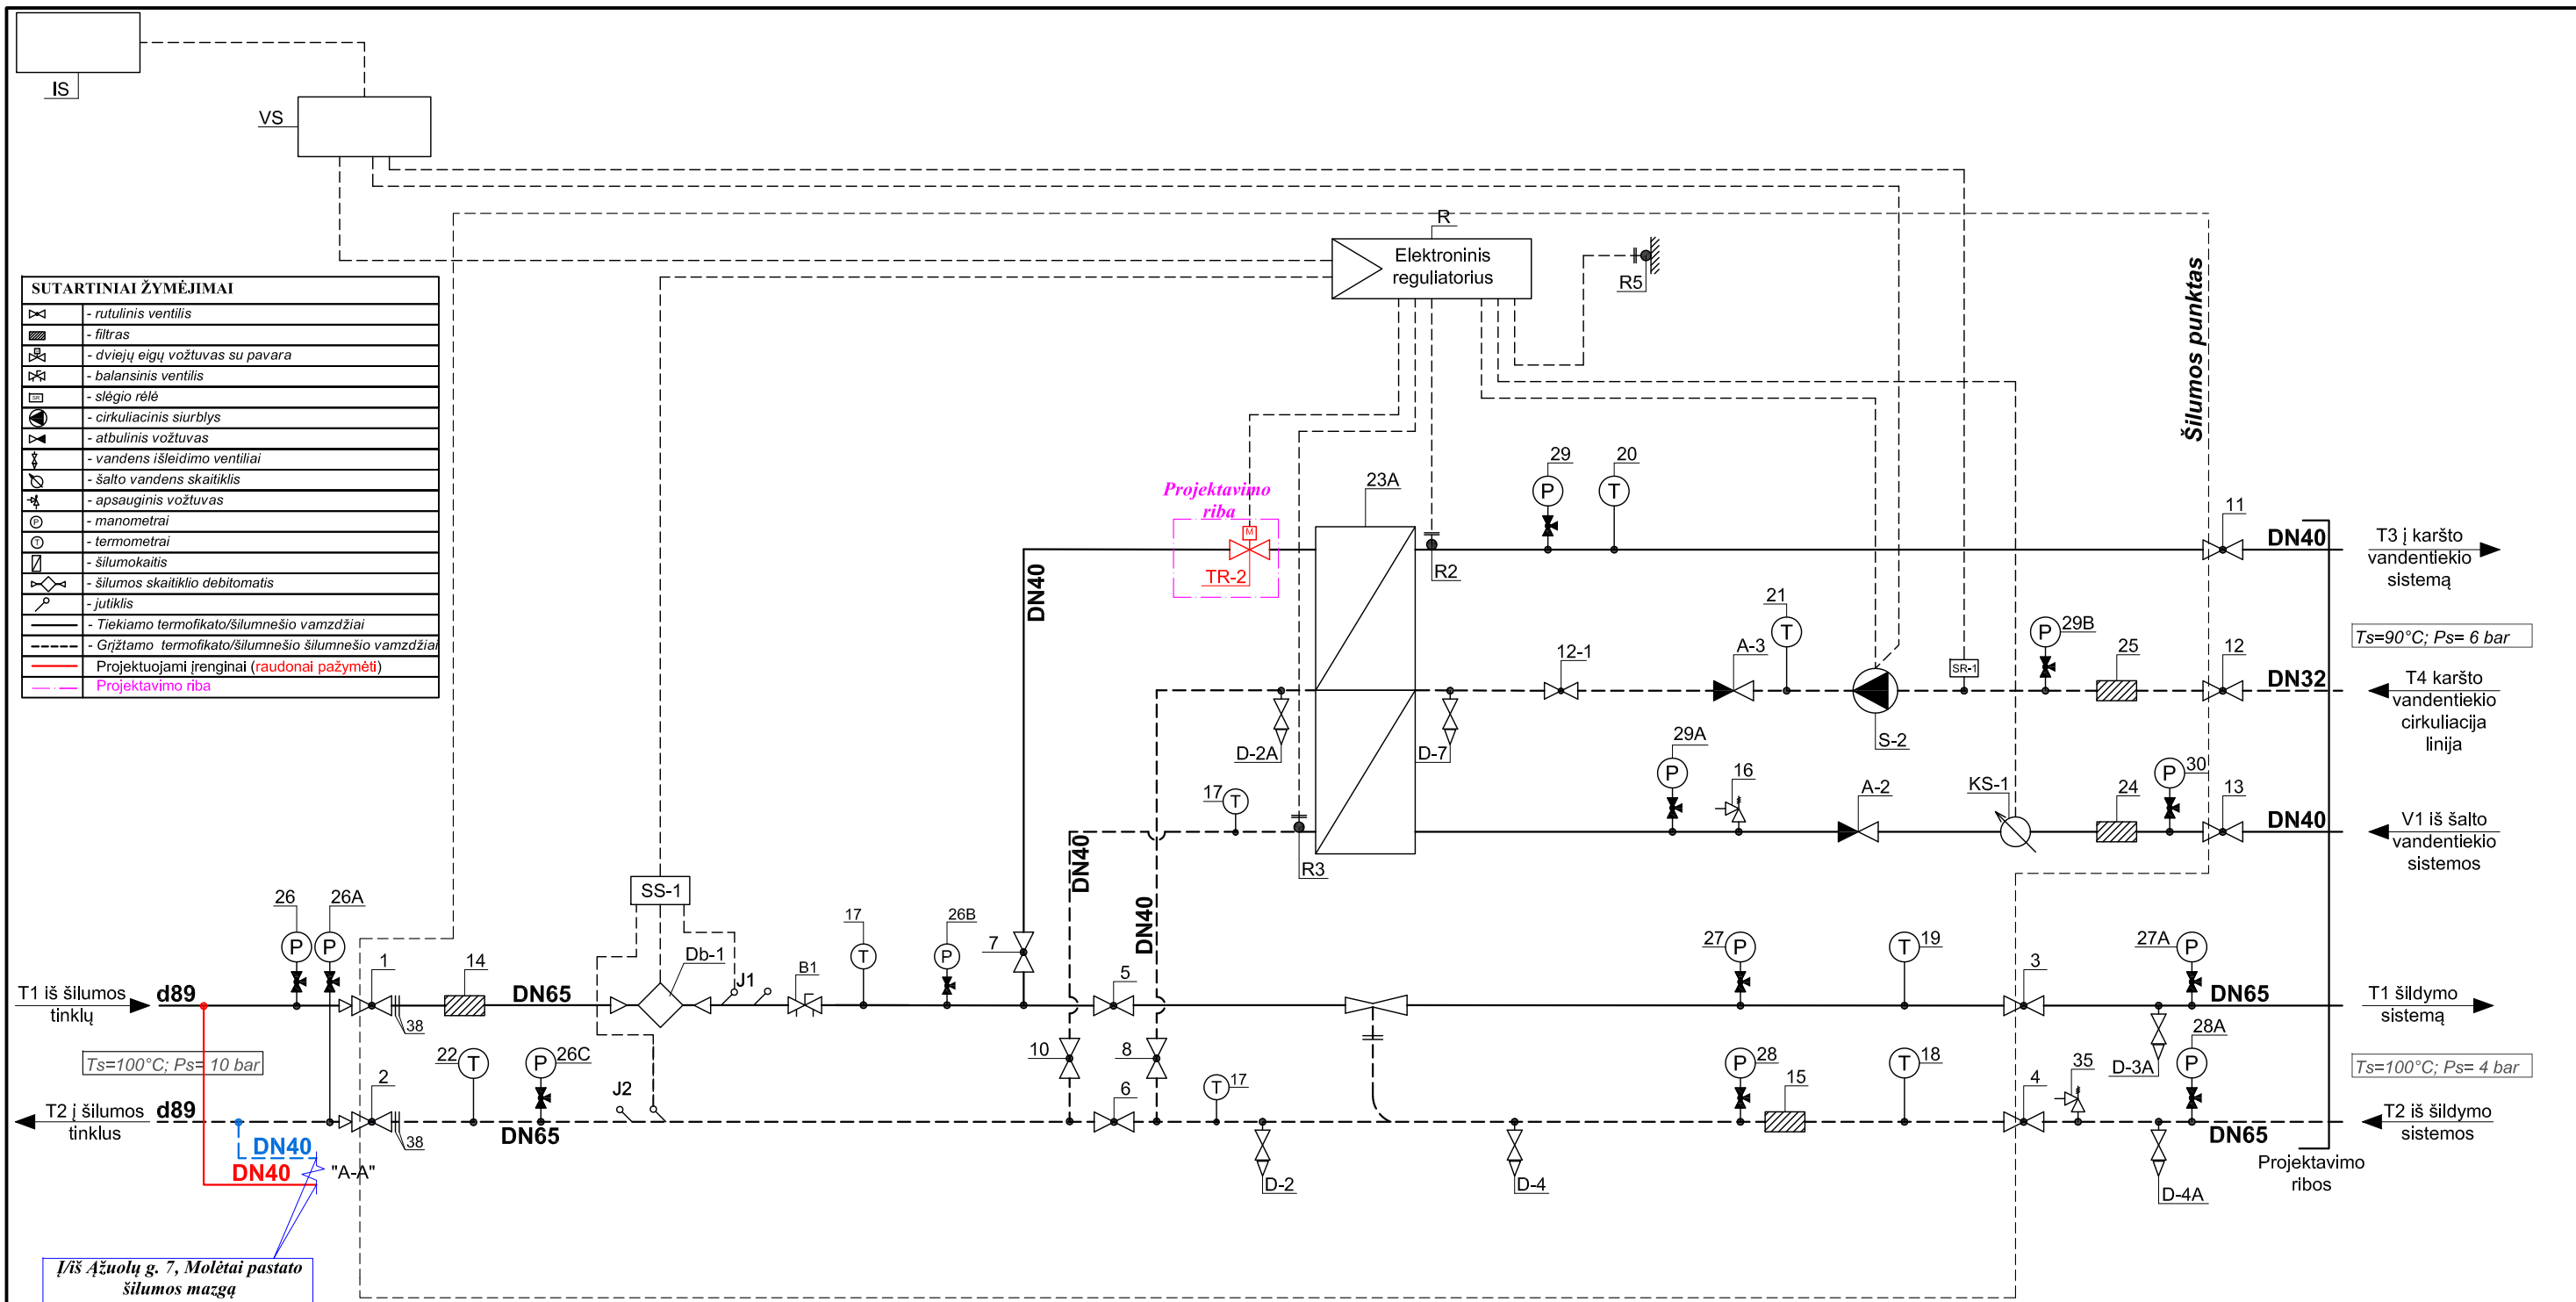 IS
VS
R
Elektroninis
reguliatorius
R5
Šilumos punktas
SUTARTINIAI ŽYMĖJIMAI
- rutulinis ventilis
- filtras
- dviejų eigų vožtuvas su pavara
- balansinis ventilis
SR
- slėgio rėlė
- cirkuliacinis siurblys
- atbulinis vožtuvas
- vandens išleidimo ventiliai
- šalto vandens skaitiklis
- apsauginis vožtuvas
P
- manometrai
T
- termometrai
- šilumokaitis
- šilumos skaitiklio debitomatis
- jutiklis
- Tiekiamo termofikato/šilumnešio vamzdžiai
- Grįžtamo termofikato/šilumnešio šilumnešio vamzdžiai
Projektuojami įrenginai (raudonai pažymėti)
Projektavimo riba
Projektavimo
riba
M
TR-2
23A
29
P
20
T
R2
11
DN40
T3 į karšto
vandentiekio
sistemą
DN40
Ts=90°C; Ps= 6 bar
12-1
A-3
21
T
S-2
SR-1
P
29B
25
12
DN32
T4 karšto
vandentiekio
cirkuliacija
linija
D-2A
D-7
17
T
R3
29A
P
16
A-2
KS-1
24
P
30
13
DN40
V1 iš šalto
vandentiekio
sistemos
DN40
DN40
SS-1
26
P
26A
P
1
14
Db-1
J1
B1
17
T
26B
P
7
5
27
P
T
19
3
27A
P
T1 iš šilumos
tinklų
d89
38
DN65
DN65
T1 šildymo
sistemą
Ts=100°C; Ps= 10 bar
22
T
P
26C
J2
10
8
T
17
P
28
15
T
18
D-3A
35
28A
P
Ts=100°C; Ps= 4 bar
T2 į šilumos
tinklus
d89
2
38
DN65
6
4
DN65
T2 iš šildymo
sistemos
DN40
DN40
"A-A"
D-2
D-4
D-4A
Projektavimo
ribos
Į/iš Ąžuolų g. 7, Molėtai pastato
šilumos mazgą